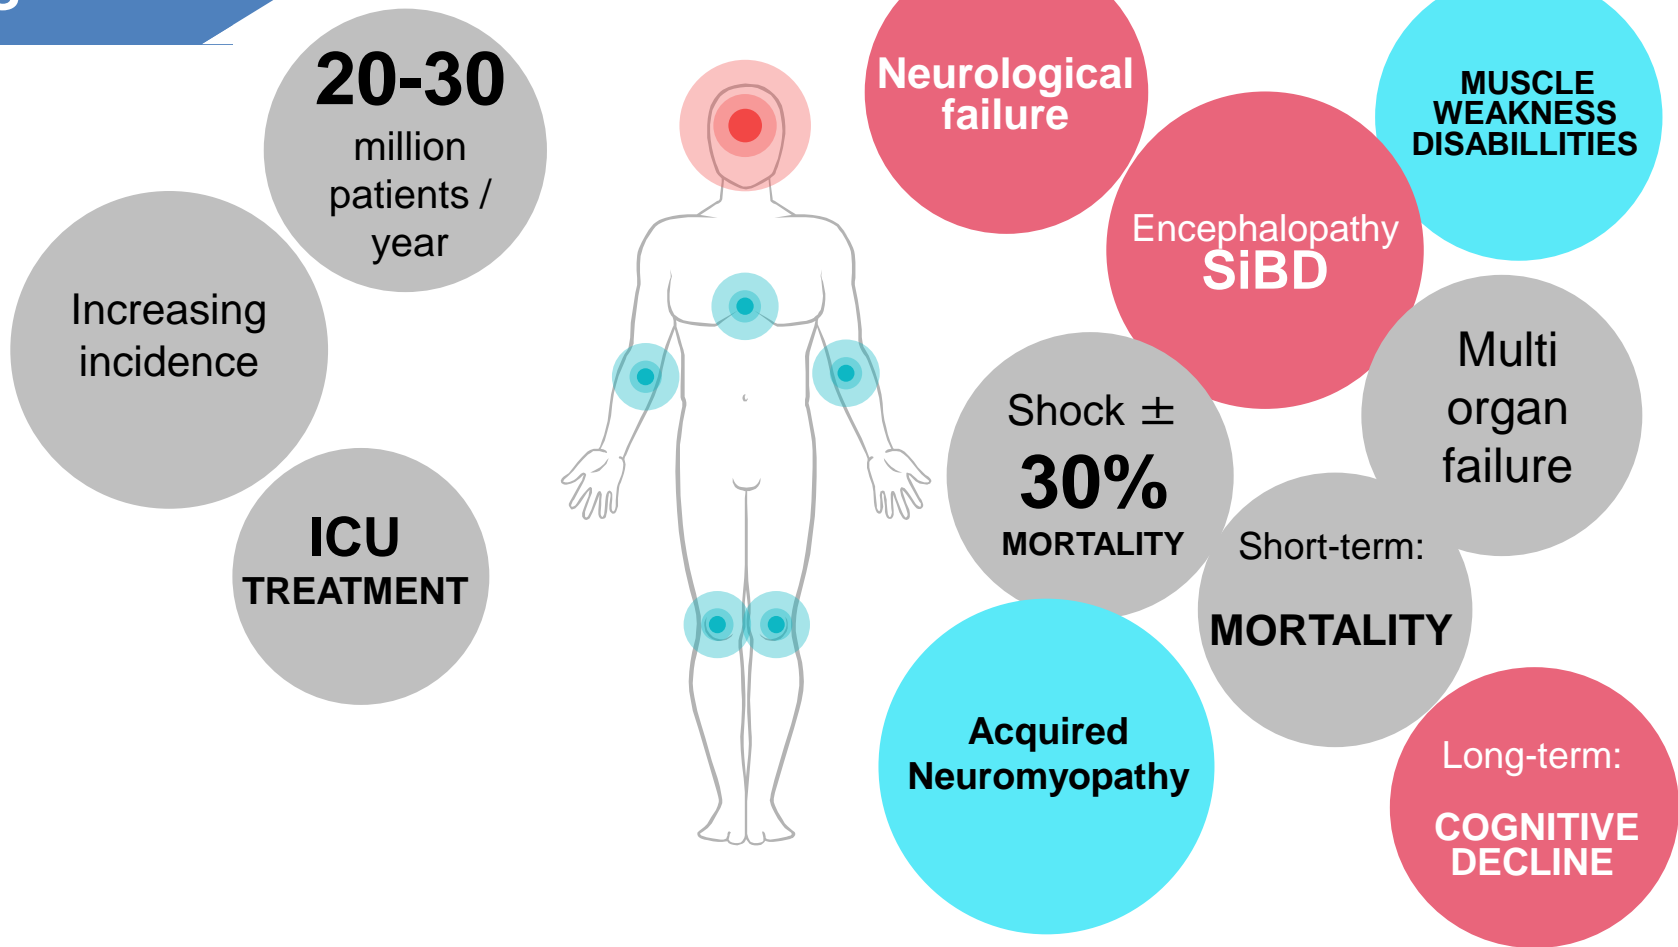 20-30
million
patients /
year
Increasing
incidence
ICU
TREATMENT
Neurological
failure
MUSCLE
WEAKNESS
DISABILLITIES
Encephalopathy
SiBD
Multi
organ
failure
Shock ±
30%
MORTALITY
Short-term:
MORTALITY
Acquired
Neuromyopathy
Long-term:
COGNITIVE
DECLINE